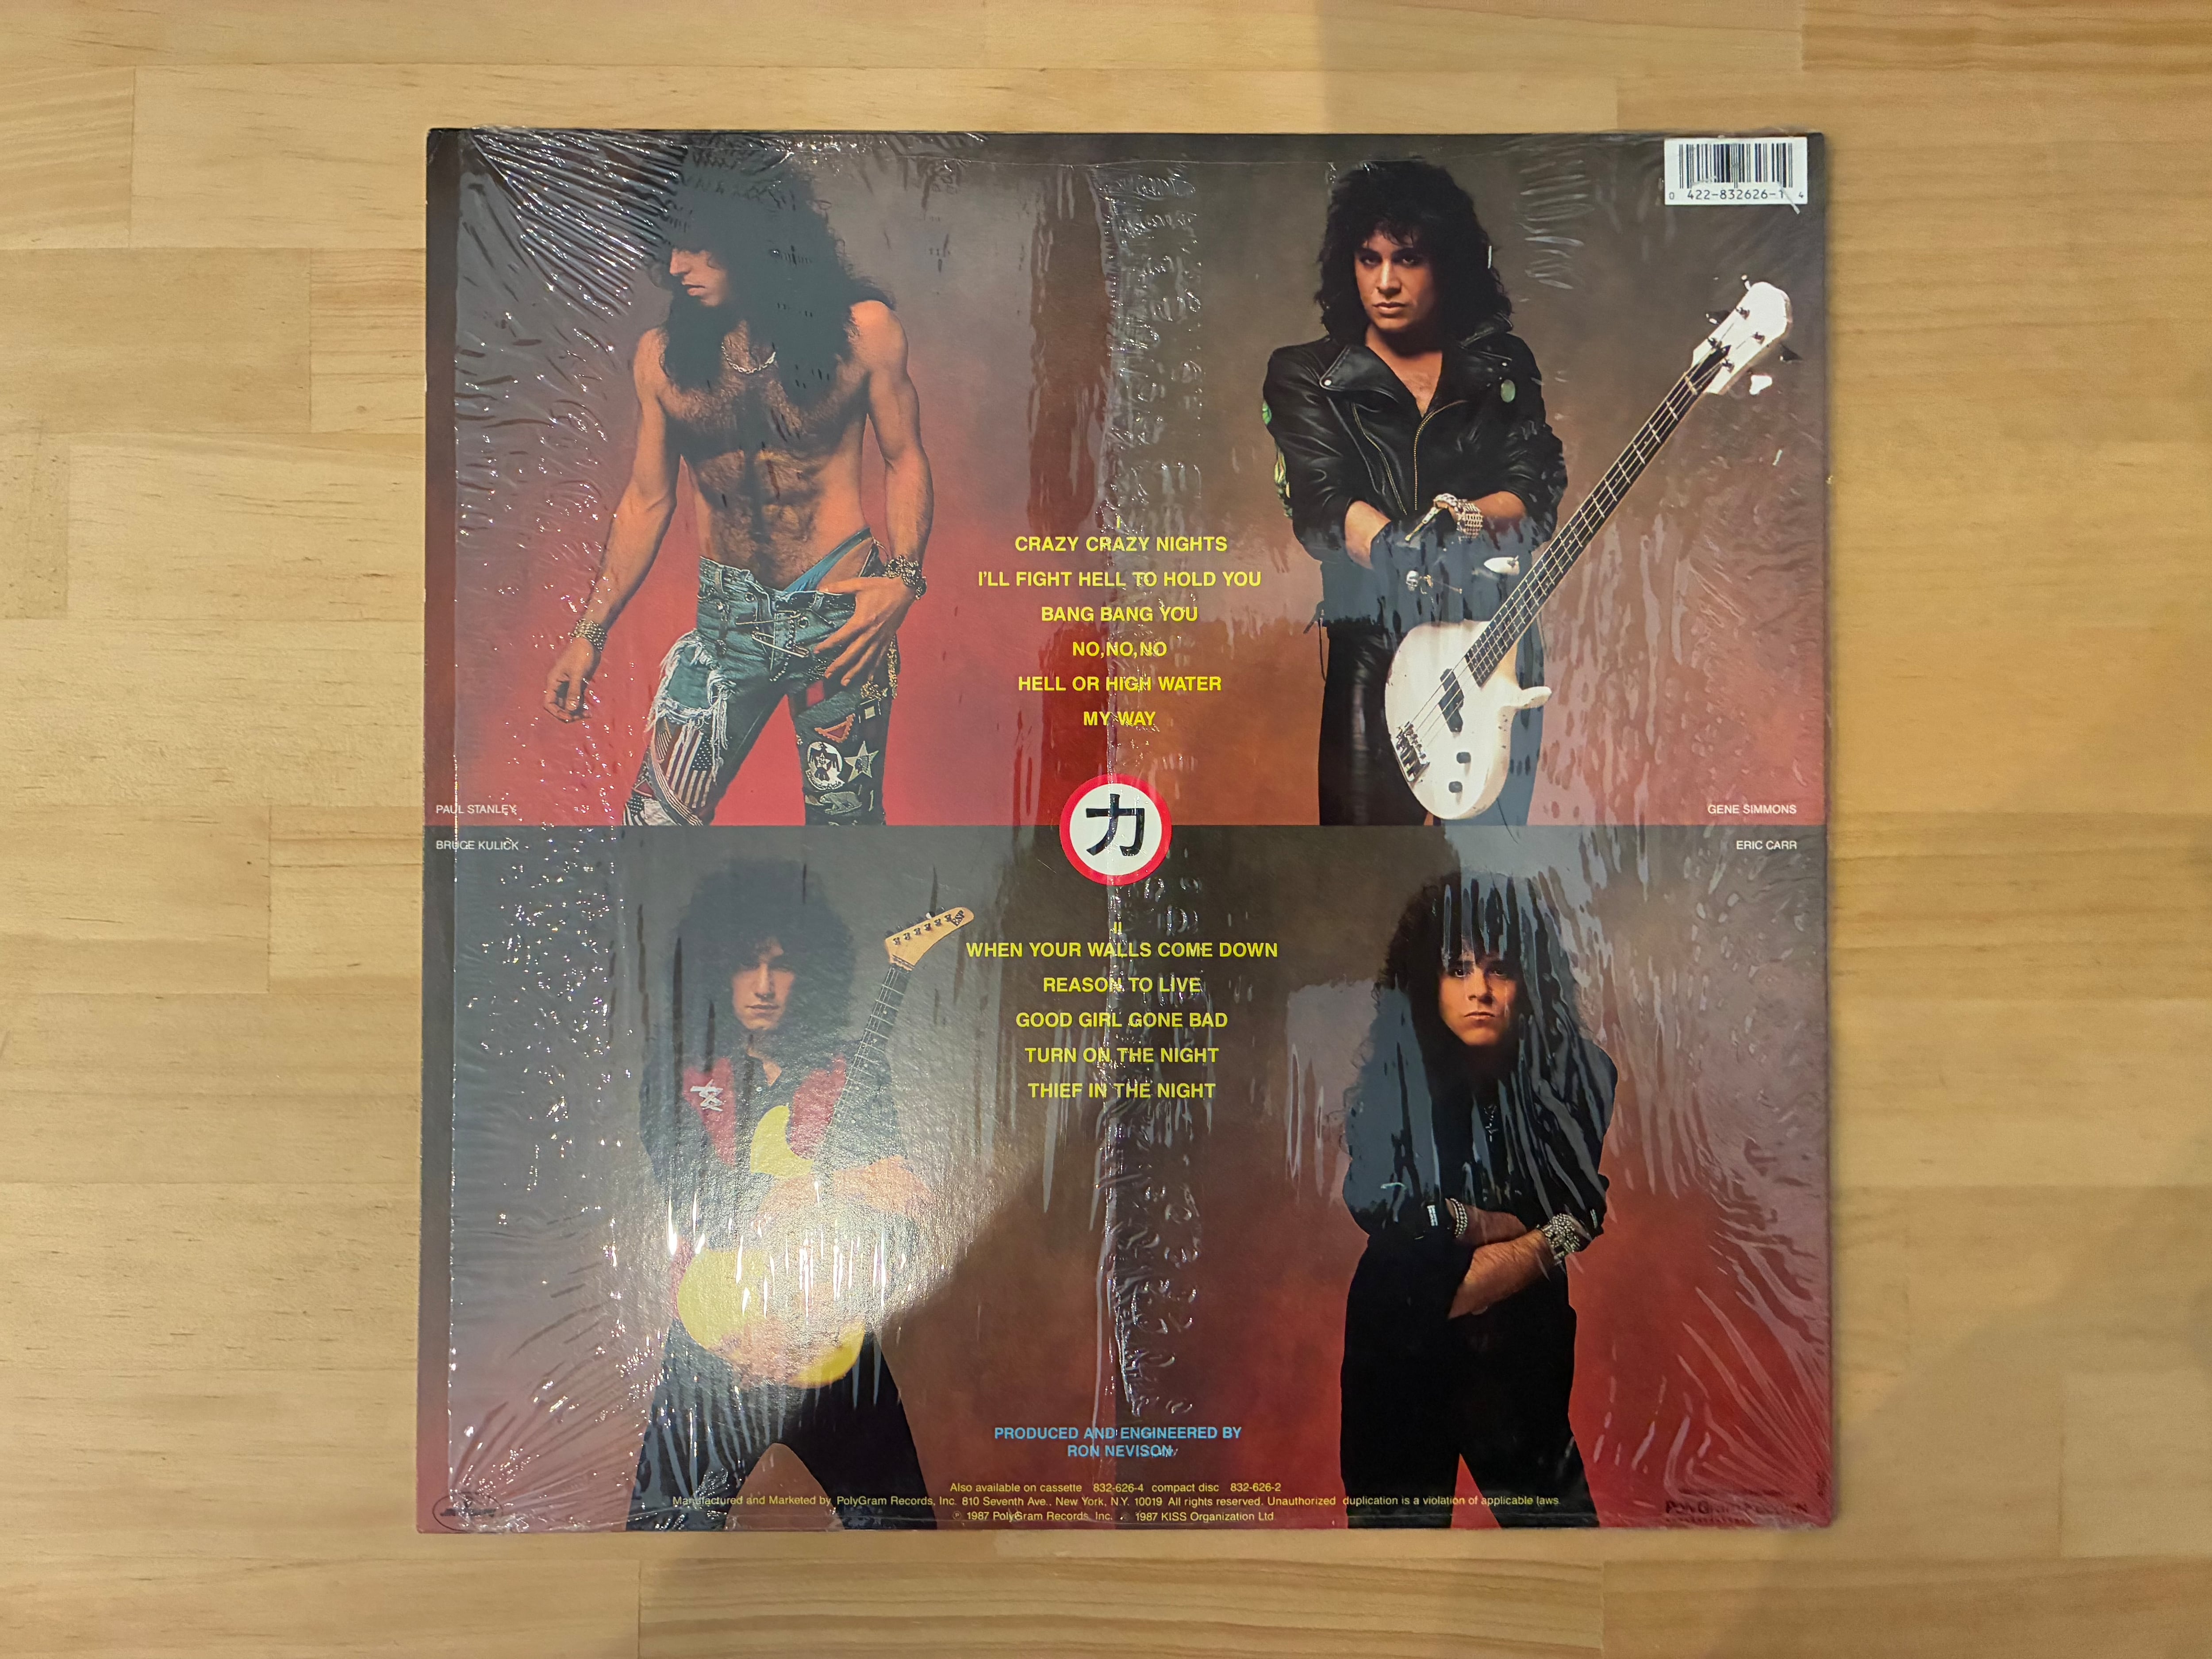 0 422-832626-1 4
I
CRAZY CRAZY NIGHTS
I'LL FIGHT HELL TO HOLD YOU
BANG BANG YOU
NO, NO, NO
HELL OR HIGH WATER
MY WAY
PAUL STANLEY
GENE SIMMONS
力
BRUCE KULICK
ERIC CARR
ESP
II
WHEN YOUR WALLS COME DOWN
REASON TO LIVE
GOOD GIRL GONE BAD
TURN ON THE NIGHT
THIEF IN THE NIGHT
PRODUCED AND ENGINEERED BY
RON NEVISON
Also available on cassette 832-626-4 compact disc 832-626-2
Manufactured and Marketed by PolyGram Records, Inc. 810 Seventh Ave., New York, N.Y. 10019 All rights reserved. Unauthorized duplication is a violation of applicable laws
℗ 1987 PolyGram Records, Inc. © 1987 KISS Organization Ltd
PolyGram Records